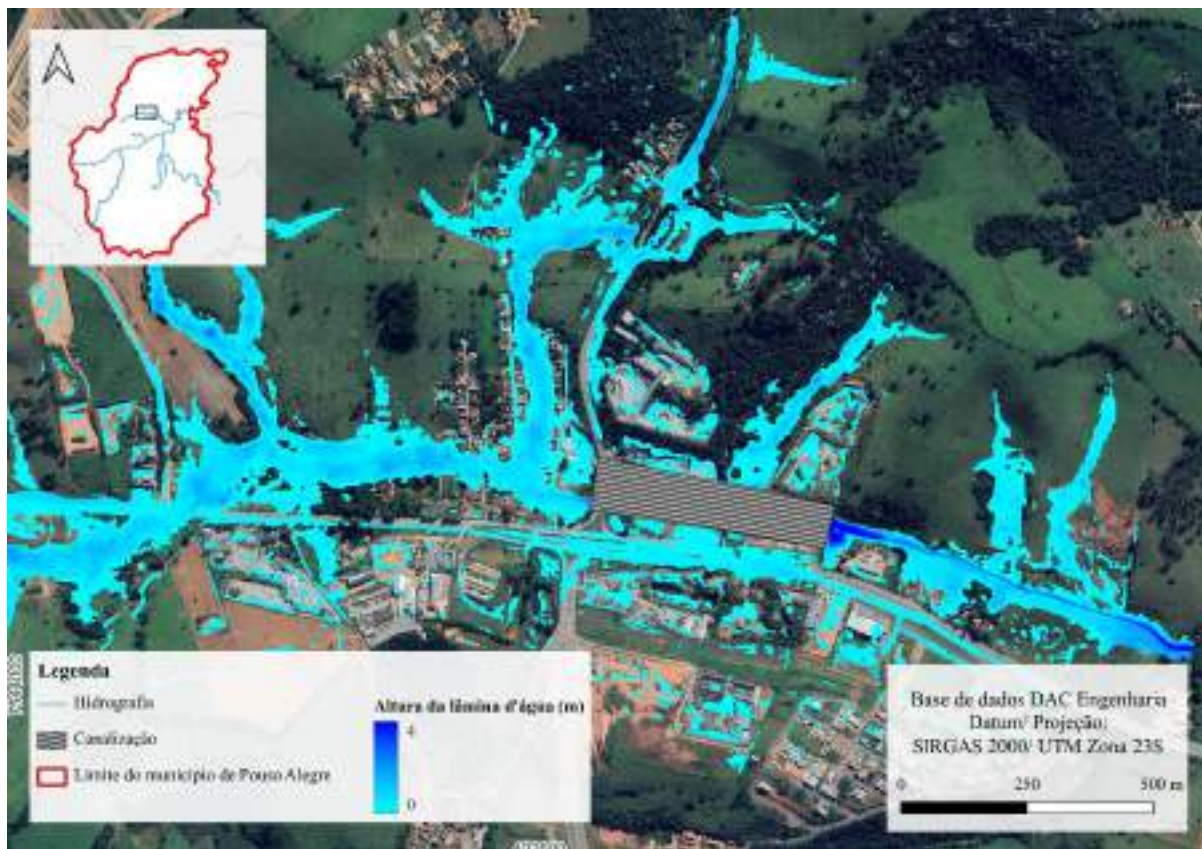 Legenda
Hidrografia
Canalização
Limite do município de Pouso Alegre
Altura da lâmina d'água (m)
4
0
Base de dados DAC Engenharia
Datum/ Projeção:
SIRGAS 2000/ UTM Zona 23S
0 250 500 m